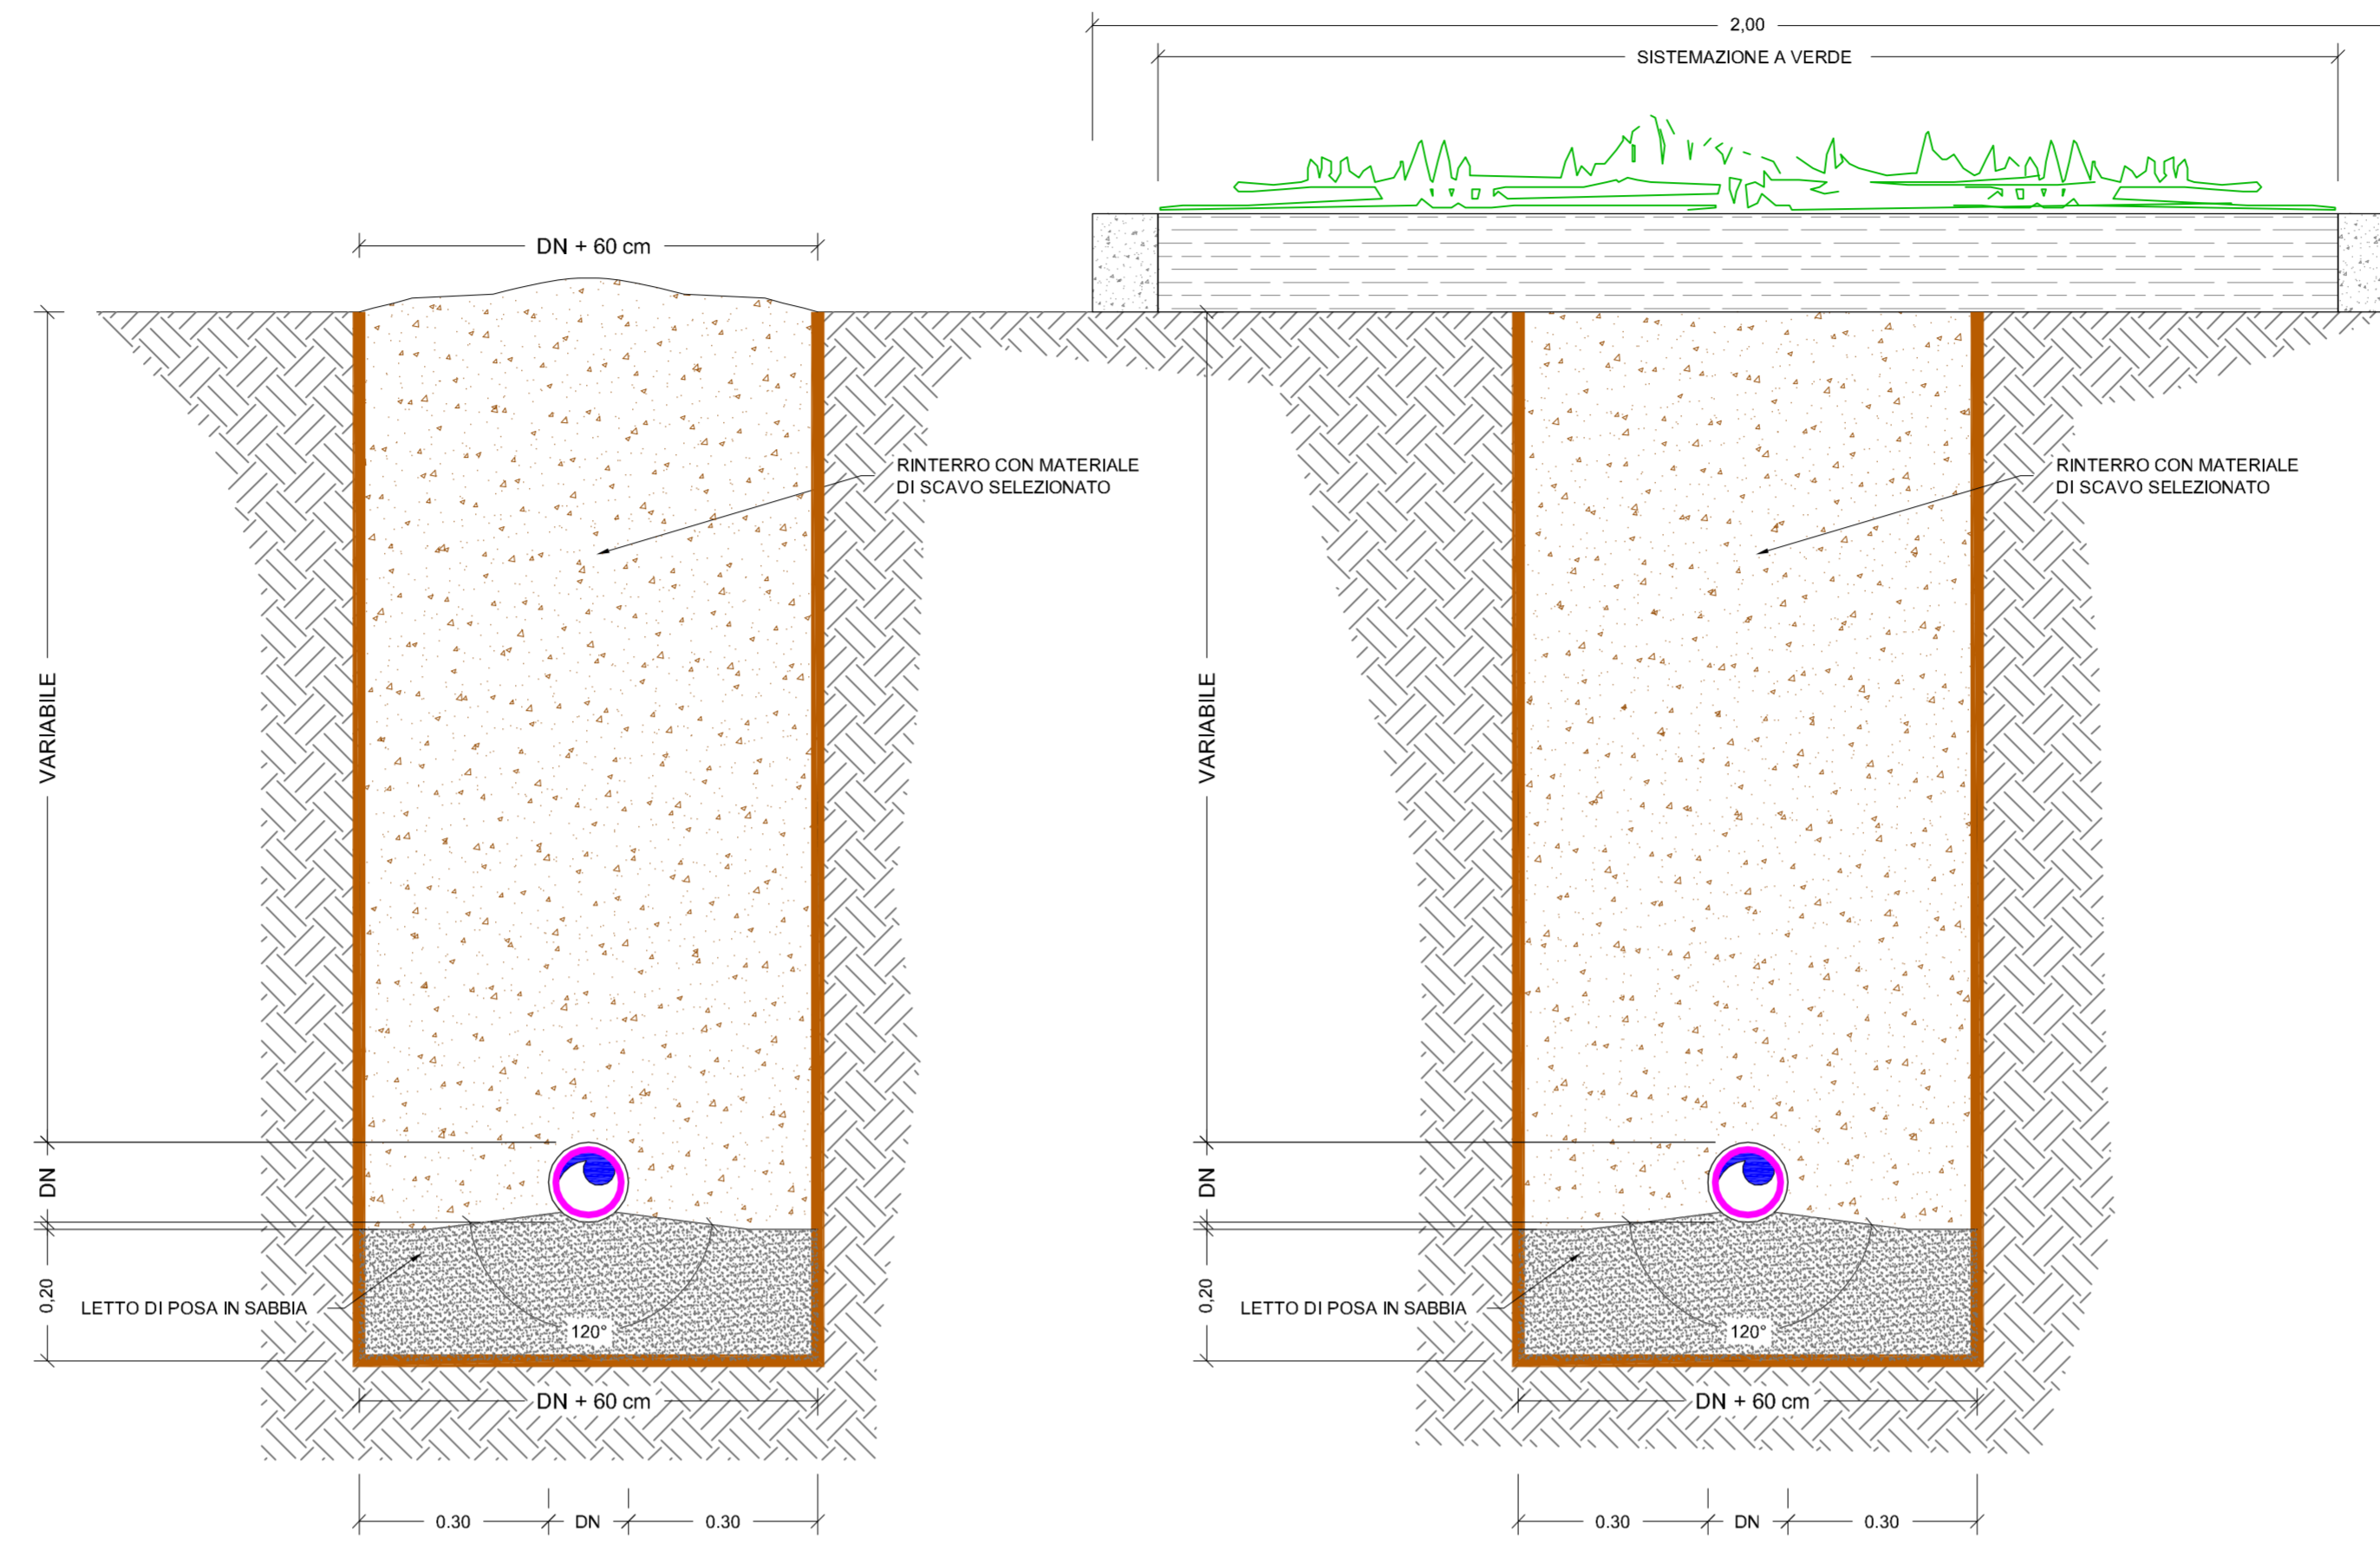 2,00
SISTEMAZIONE A VERDE
DN + 60 cm
RINTERRO CON MATERIALE
DI SCAVO SELEZIONATO
VARIABILE
DN
0,20
LETTO DI POSA IN SABBIA
120°
DN + 60 cm
0.30
DN
0.30
RINTERRO CON MATERIALE
DI SCAVO SELEZIONATO
VARIABILE
DN
0,20
LETTO DI POSA IN SABBIA
120°
DN + 60 cm
0.30
DN
0.30